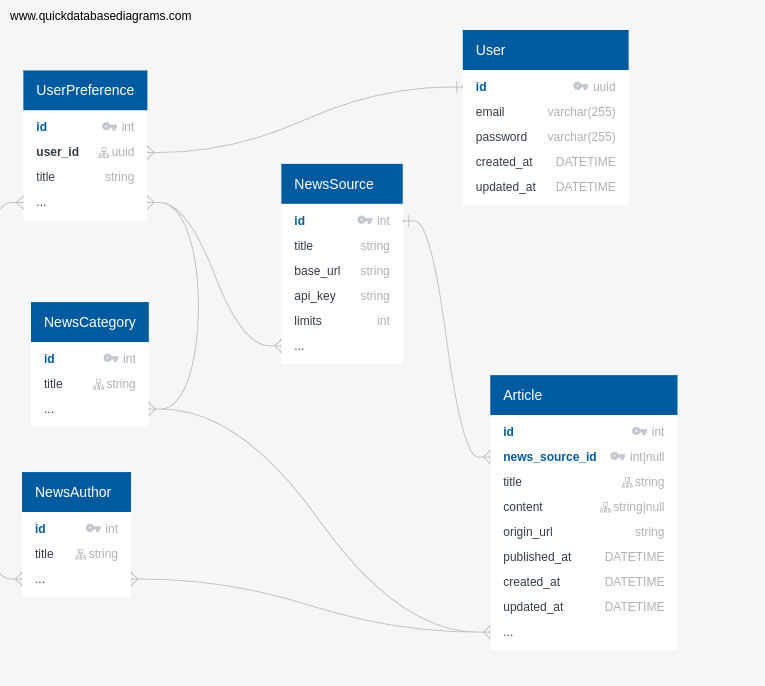 www.quickdatabasediagrams.com
User
id uuid
email varchar(255)
password varchar(255)
created_at DATETIME
updated_at DATETIME
UserPreference
id int
user_id uuid
title string
...
NewsSource
id int
title string
base_url string
api_key string
limits int
...
NewsCategory
id int
title string
...
Article
id int
news_source_id int|null
title string
content string|null
origin_url string
published_at DATETIME
created_at DATETIME
updated_at DATETIME
...
NewsAuthor
id int
title string
...